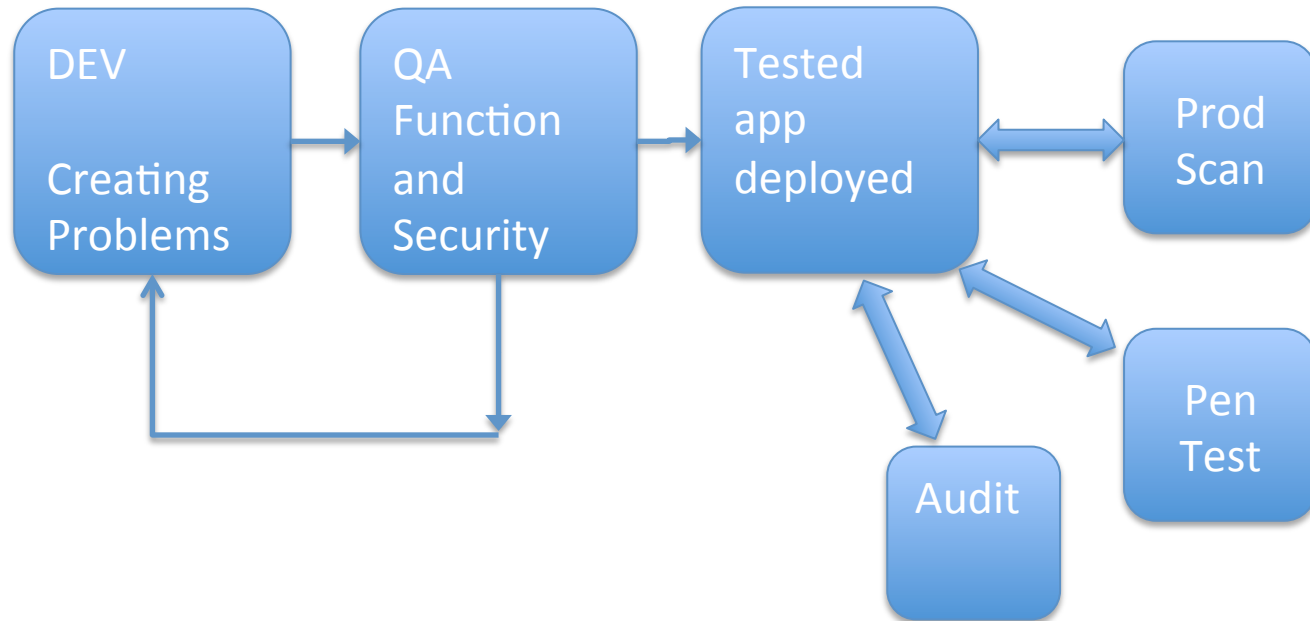 DEV
Creating
Problems
QA
Function
and
Security
Tested
app
deployed
Prod
Scan
Pen
Test
Audit